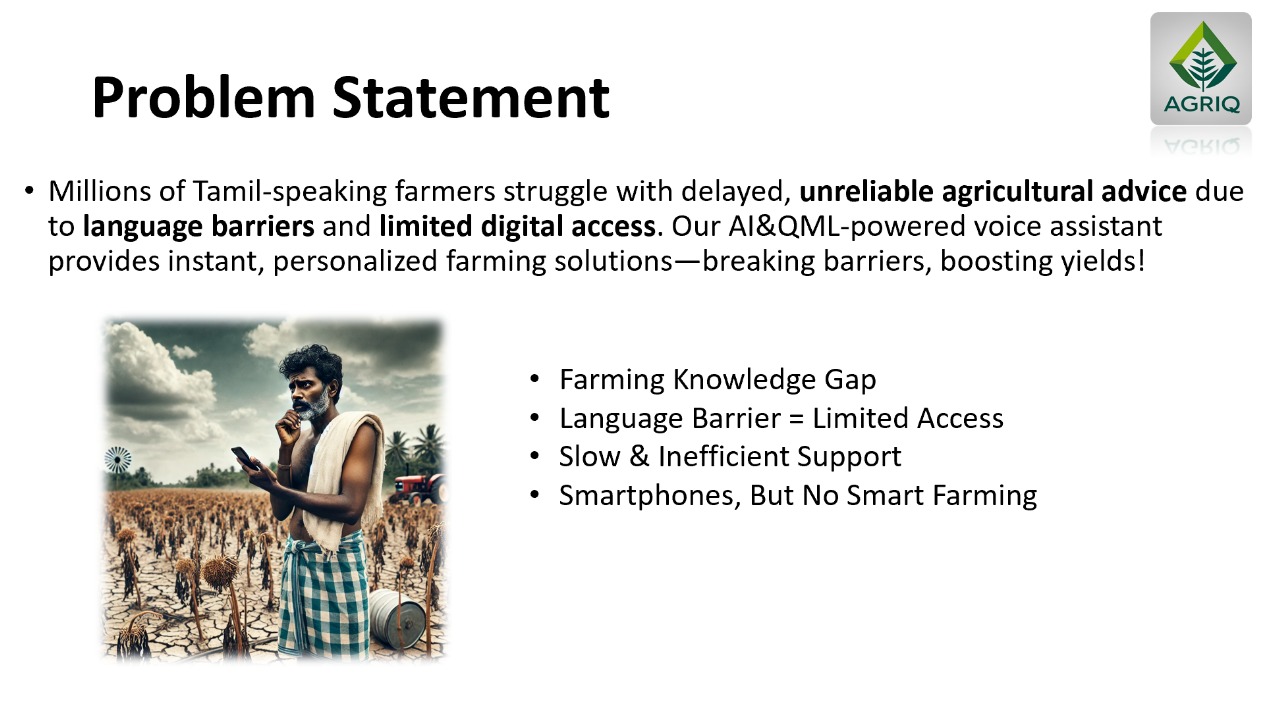 AGRIQ
Problem Statement
• Millions of Tamil-speaking farmers struggle with delayed, unreliable agricultural advice due
to language barriers and limited digital access. Our AI&QML-powered voice assistant
provides instant, personalized farming solutions—breaking barriers, boosting yields!
• Farming Knowledge Gap
• Language Barrier = Limited Access
• Slow & Inefficient Support
• Smartphones, But No Smart Farming